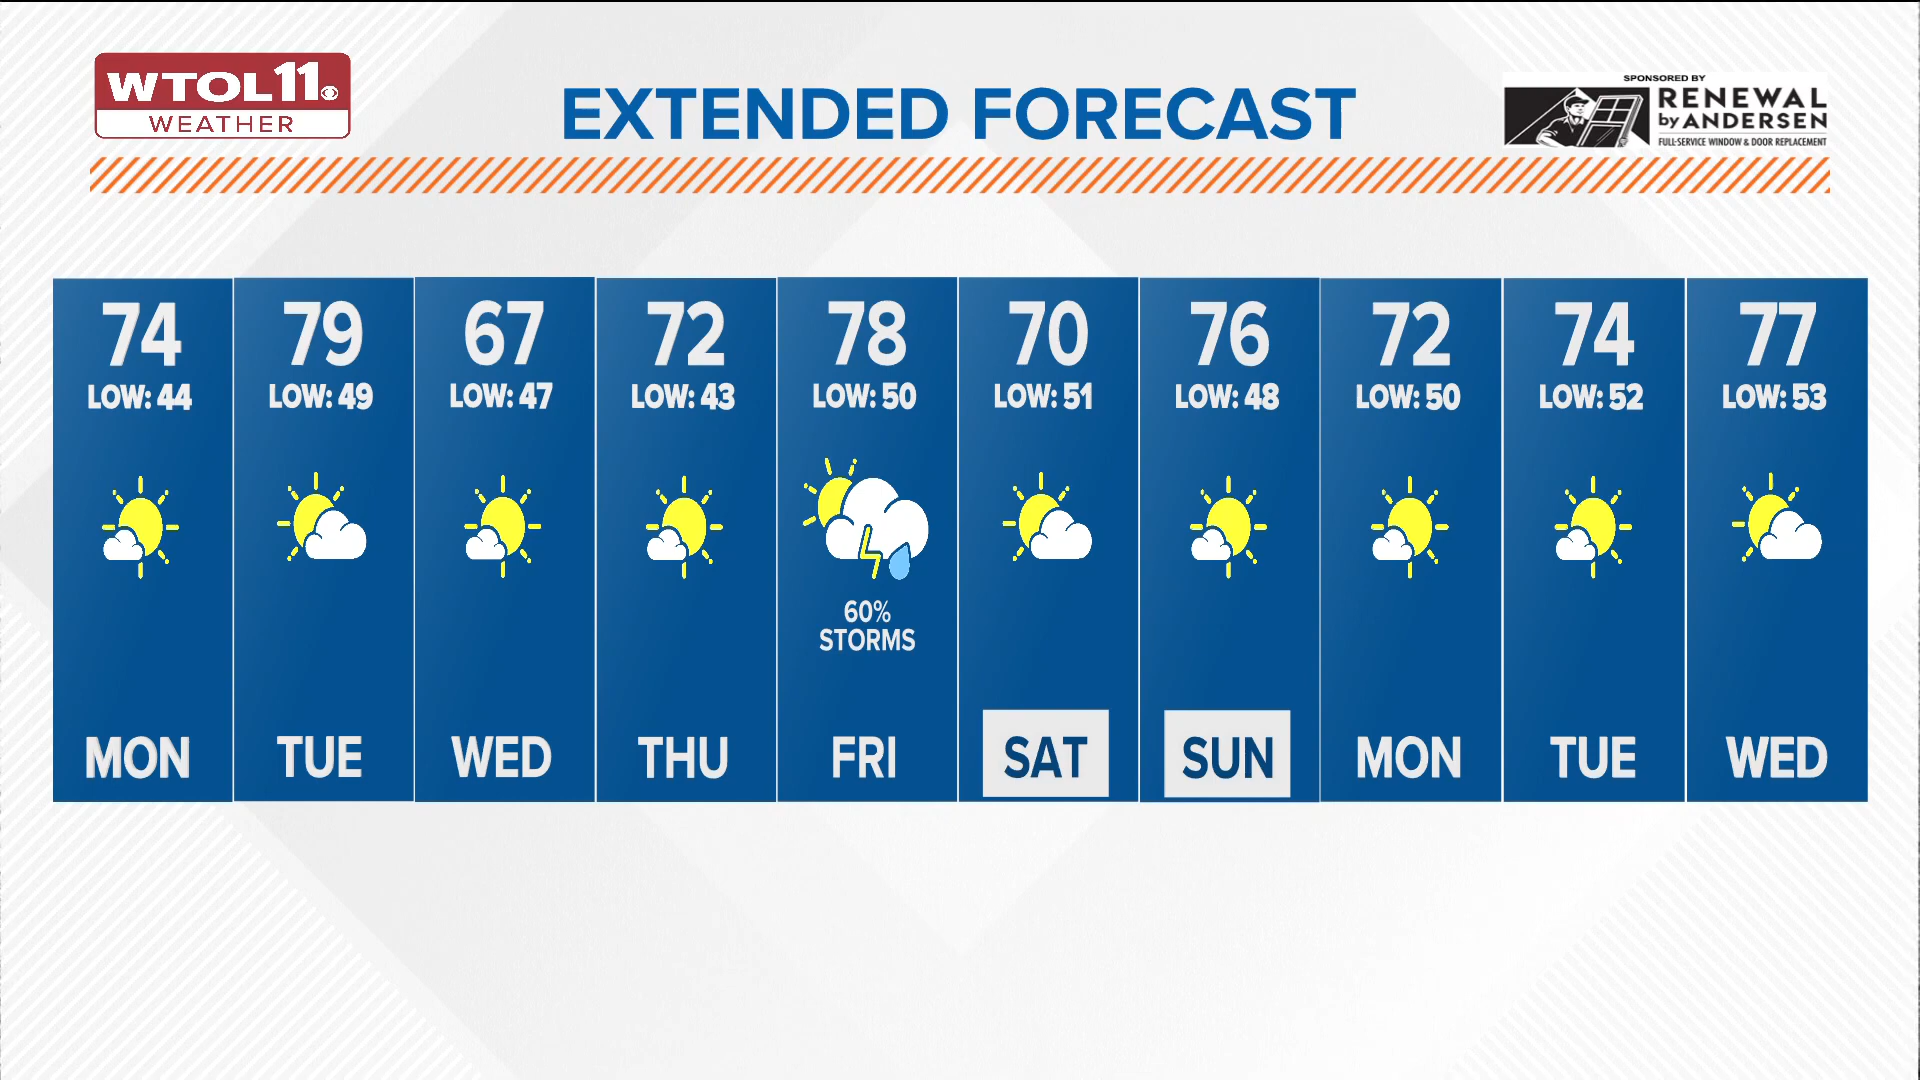 WTOL11
WEATHER
EXTENDED FORECAST
SPONSORED BY
RENEWAL
by ANDERSEN
FULL-SERVICE WINDOW & DOOR REPLACEMENT
74 79 67 72 78 70 76 72 74 77
LOW: 44 LOW: 49 LOW: 47 LOW: 43 LOW: 50 LOW: 51 LOW: 48 LOW: 50 LOW: 52 LOW: 53
60%
STORMS
MON TUE WED THU FRI SAT SUN MON TUE WED